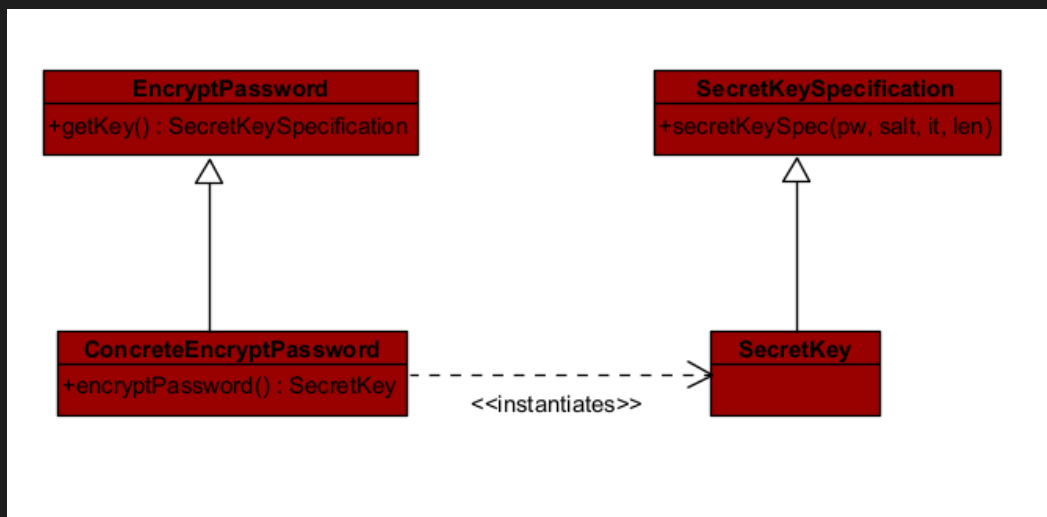 EncryptPassword
+getKey() : SecretKeySpecification
SecretKeySpecification
+secretKeySpec(pw, salt, it, len)
ConcreteEncryptPassword
+encryptPassword() : SecretKey
<<instantiates>>
SecretKey